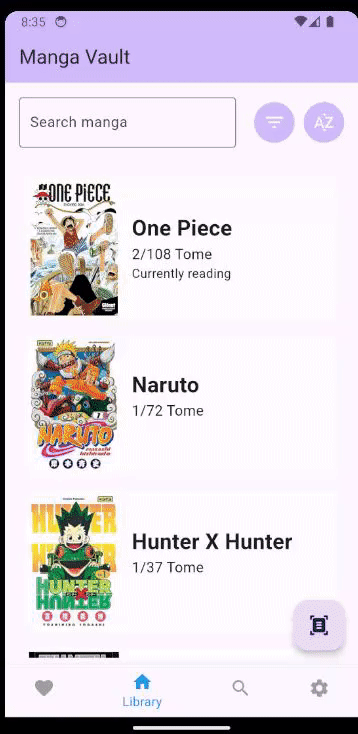 8:35
Manga Vault
Search manga
AZ
ONE PIECE
One Piece
2/108 Tome
Currently reading
NARUTO
Naruto
1/72 Tome
HUNTER
HUNTER
Hunter X Hunter
1/37 Tome
Library